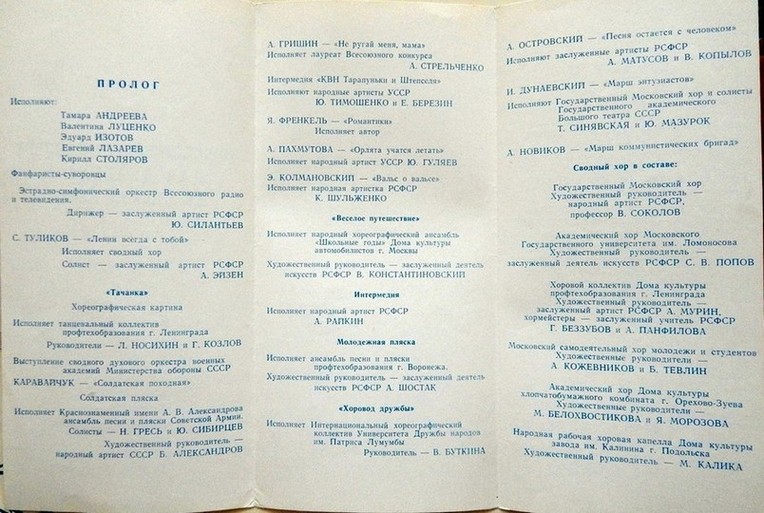 ПРОЛОГ
Исполняют:
Тамара АНДРЕЕВА
Валентина ЛУЦЕНКО
Эдуард ИЗОТОВ
Евгений ЛАЗАРЕВ
Кирилл СТОЛЯРОВ
Фанфаристы-суворовцы
Эстрадно-симфонический оркестр Всесоюзного радио
и телевидения.
Дирижер — заслуженный артист РСФСР
Ю. СИЛАНТЬЕВ
С. ТУЛИКОВ — «Ленин всегда с тобой»
Исполняет сводный хор
Солист — заслуженный артист РСФСР
А. ЭЙЗЕН
«Тачанка»
Хореографическая картина
Исполняет танцевальный коллектив
профтехобразования г. Ленинграда
Руководители — Л. НОСИХИН и Г. КОЗЛОВ
Выступление сводного духового оркестра военных
академий Министерства обороны СССР
КАРАВАЙЧУК — «Солдатская походная»
Солдатская пляска
Исполняет Краснознаменный имени А. В. Александрова
ансамбль песни и пляски Советской Армии.
Солисты — Н. ГРЕСЬ и Ю. СИБИРЦЕВ
Художественный руководитель —
народный артист СССР Б. АЛЕКСАНДРОВ
А. ГРИШИН — «Не ругай меня, мама»
Исполняет лауреат Всесоюзного конкурса
А. СТРЕЛЬЧЕНКО
Интермедия «КВН Тарапуньки и Штепселя»
Исполняют народные артисты УССР
Ю. ТИМОШЕНКО и Е. БЕРЕЗИН
Я. ФРЕНКЕЛЬ — «Романтики»
Исполняет автор
А. ПАХМУТОВА — «Орлята учатся летать»
Исполняет народный артист УССР Ю. ГУЛЯЕВ
Э. КОЛМАНОВСКИЙ — «Вальс о вальсе»
Исполняет народная артистка РСФСР
К. ШУЛЬЖЕНКО
«Веселое путешествие»
Исполняет народный хореографический ансамбль
«Школьные годы» Дома культуры
автомобилистов г. Москвы
Художественный руководитель — заслуженный деятель
искусств РСФСР В. КОНСТАНТИНОВСКИЙ
Интермедия
Исполняет народный артист РСФСР
А. РАЙКИН
Молодежная пляска
Исполняет ансамбль песни и пляски
профтехобразования г. Воронежа.
Художественный руководитель — заслуженный деятель
искусств РСФСР А. ШОСТАК
«Хоровод дружбы»
Исполняет Интернациональный хореографический
коллектив Университета Дружбы народов
им. Патриса Лумумбы
Руководитель — В. БУТКИНА
А. ОСТРОВСКИЙ — «Песня остается с человеком»
Исполняют заслуженные артисты РСФСР
А. МАТУСОВ и В. КОПЫЛОВ
И. ДУНАЕВСКИЙ — «Марш энтузиастов»
Исполняют Государственный Московский хор и солисты
Государственного академического
Большого театра СССР
Т. СИНЯВСКАЯ и Ю. МАЗУРОК
А. НОВИКОВ — «Марш коммунистических бригад»
Сводный хор в составе:
Государственный Московский хор
Художественный руководитель —
народный артист РСФСР,
профессор В. СОКОЛОВ
Академический хор Московского
Государственного университета им. Ломоносова
Художественный руководитель —
заслуженный деятель искусств РСФСР С. В. ПОПОВ
Хоровой коллектив Дома культуры
профтехобразования г. Ленинграда
Художественный руководитель —
заслуженный артист РСФСР А. МУРИН,
хормейстеры — заслуженный учитель РСФСР
Г. БЕЗЗУБОВ и А. ПАНФИЛОВА
Московский самодеятельный хор молодежи и студентов
Художественные руководители —
А. КОЖЕВНИКОВ и Б. ТЕВЛИН
Академический хор Дома культуры
хлопчатобумажного комбината г. Орехово-Зуева
Художественные руководители —
М. БЕЛОХВОСТИКОВА и Я. МОРОЗОВА
Народная рабочая хоровая капелла Дома культуры
завода им. Калинина г. Подольска
Художественный руководитель — М. КАЛИКА